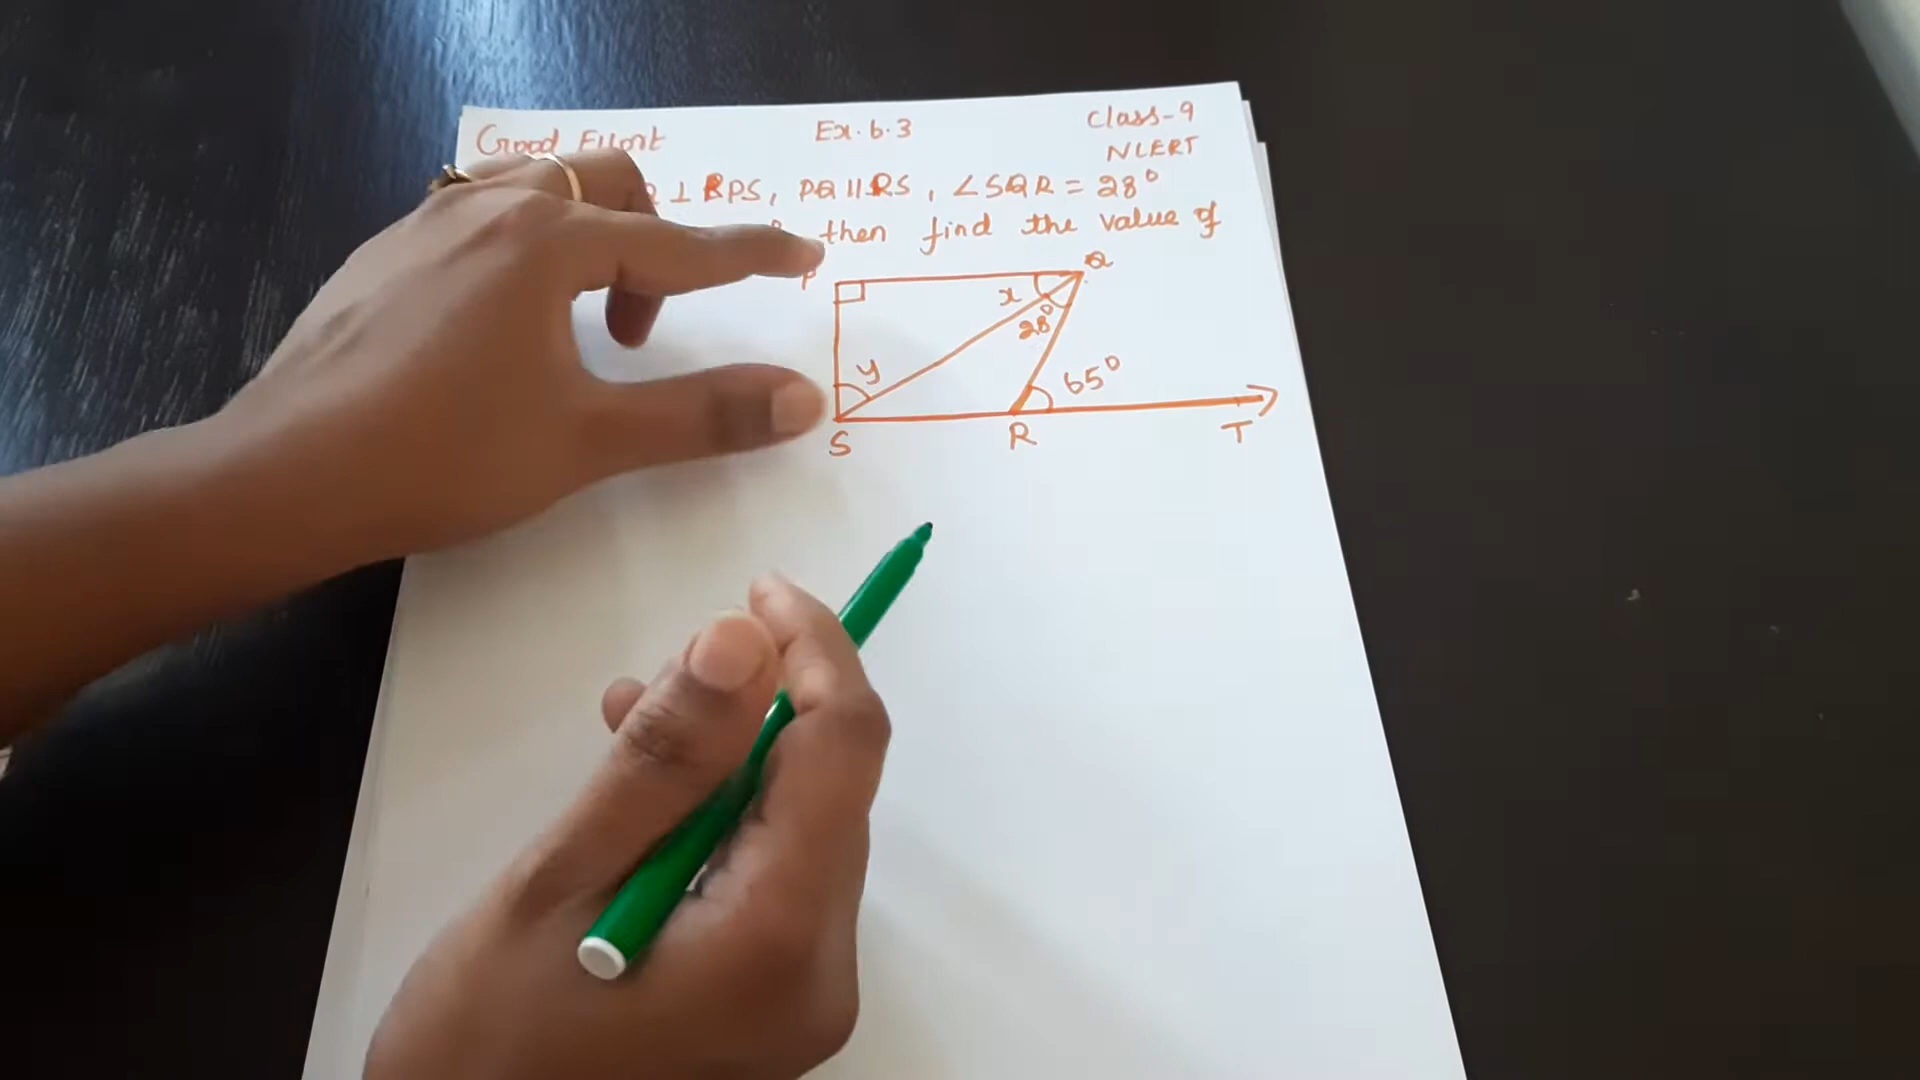 Good Effort Ex. 6.3 Class-9
NCERT
⊥ PS, PQ || RS, ∠SQR = 28°
then find the value of
P Q
x
28°
y 65°
S R T